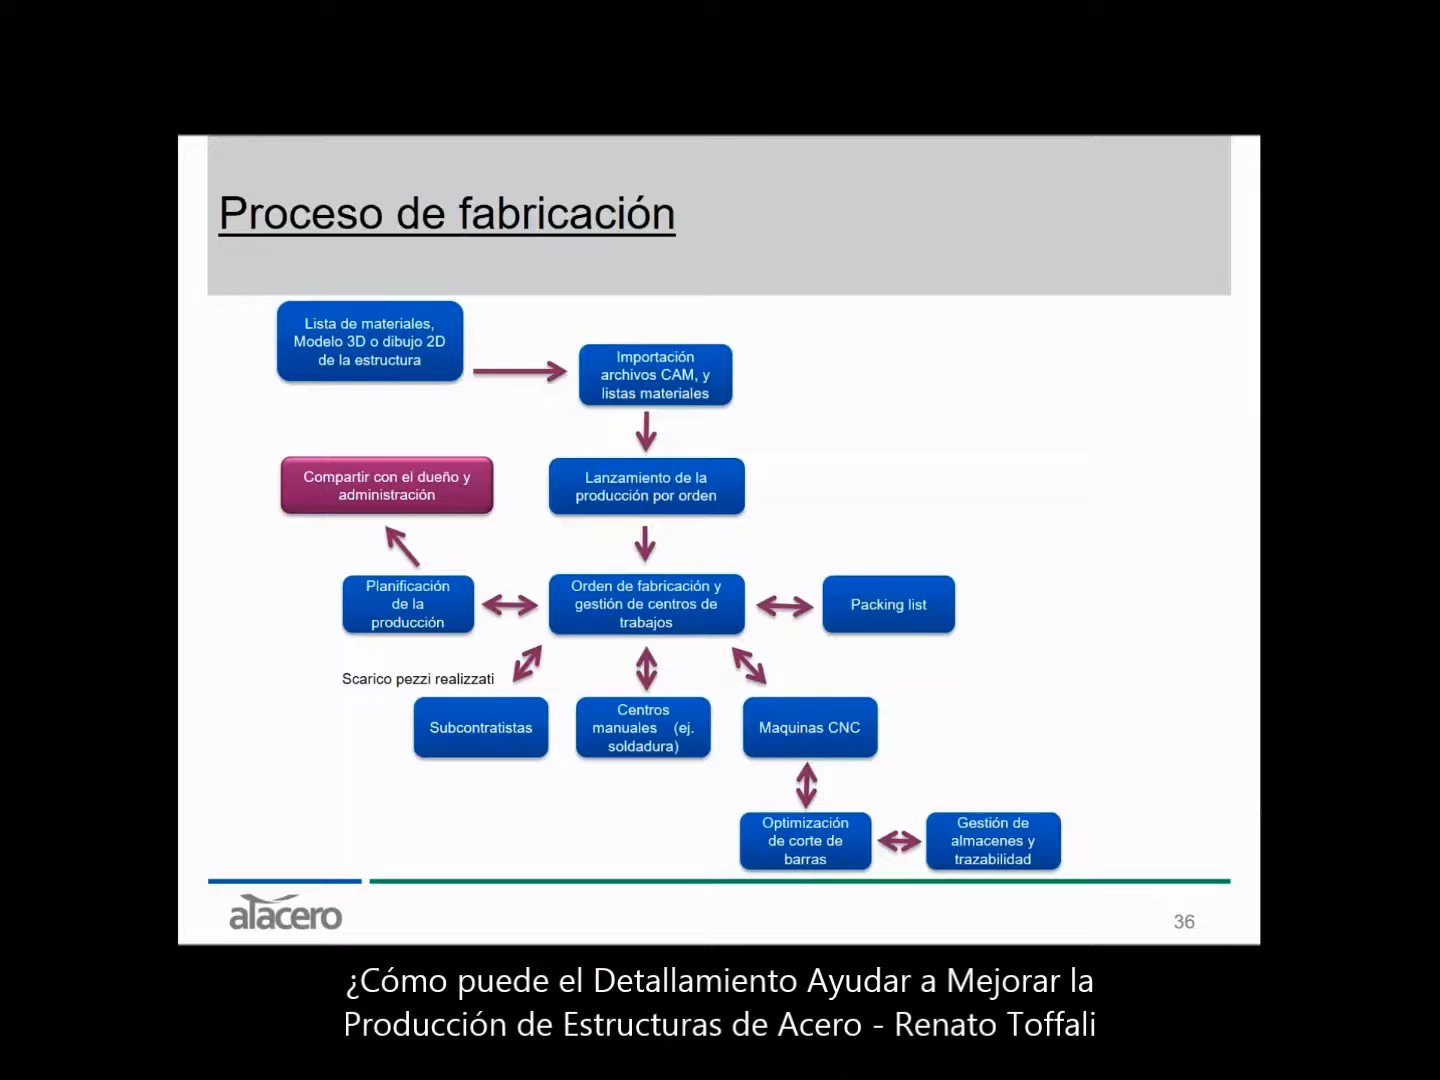 Proceso de fabricación
Lista de materiales,
Modelo 3D o dibujo 2D
de la estructura
Importación
archivos CAM, y
listas materiales
Compartir con el dueño y
administración
Lanzamiento de la
producción por orden
Planificación
de la
producción
Orden de fabricación y
gestión de centros de
trabajos
Packing list
Scarico pezzi realizzati
Subcontratistas
Centros
manuales (ej.
soldadura)
Maquinas CNC
Optimización
de corte de
barras
Gestión de
almacenes y
trazabilidad
alacero
36
¿Cómo puede el Detallamiento Ayudar a Mejorar la
Producción de Estructuras de Acero - Renato Toffali